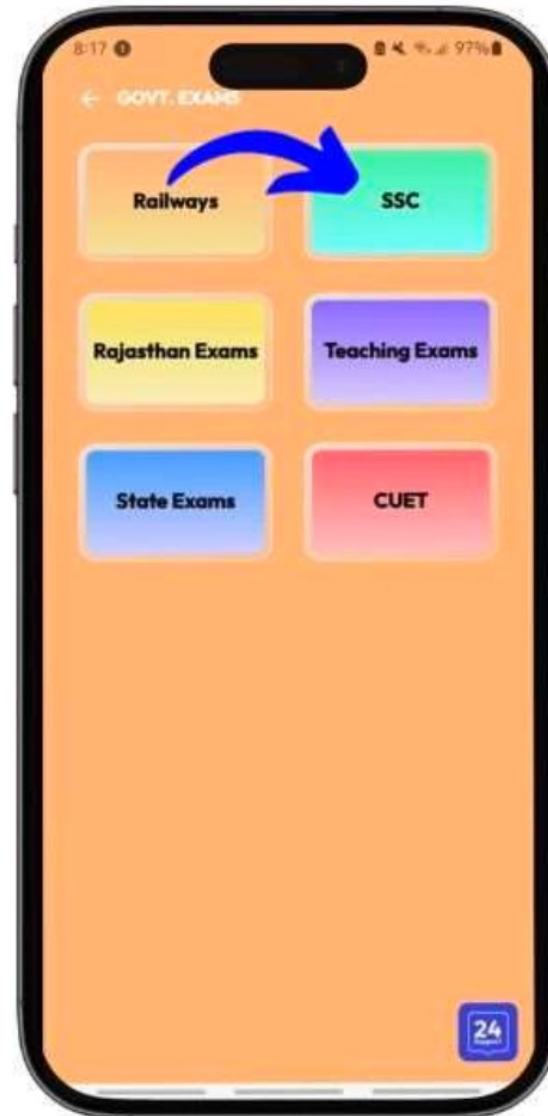 8:17 97%
← GOVT. EXAMS
Railways SSC
Rajasthan Exams Teaching Exams
State Exams CUET
24